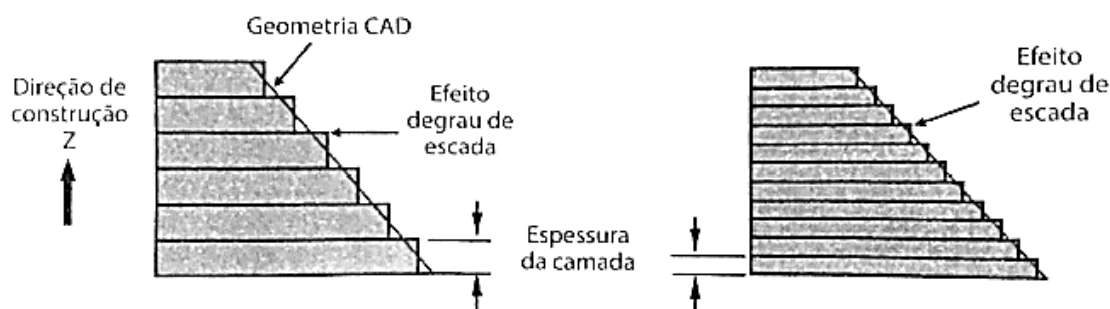 Geometria CAD
Direção de
construção
Z
Efeito
degrau de
escada
Espessura
da camada
Efeito
degrau de
escada